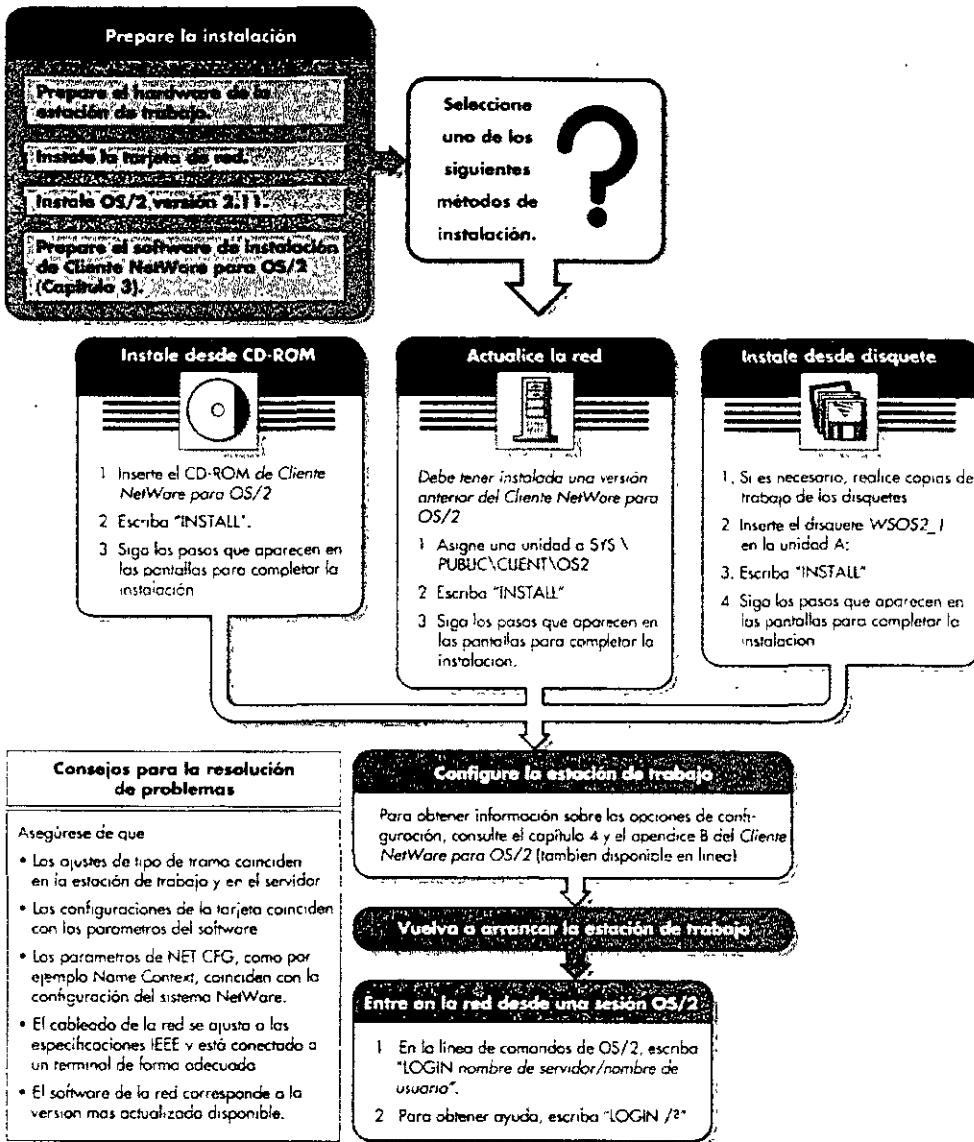 Prepare la instalación
Prepare el hardware de la
estación de trabajo.
Instale la tarjeta de red.
Instale OS/2 versión 2.11.
Prepare el software de instalación
de Cliente NetWare para OS/2
(Capítulo 3).
Seleccione
uno de los
siguientes
métodos de
instalación.
?
Instale desde CD-ROM
1 Inserte el CD-ROM de Cliente
NetWare para OS/2
2 Escriba "INSTALL".
3 Siga los pasos que aparecen en
las pantallas para completar la
instalación
Actualice la red
Debe tener instalada una versión
anterior del Cliente NetWare para
OS/2
1 Asigne una unidad a SYS \
PUBLIC\CLIENT\OS2
2 Escriba "INSTALL"
3 Siga los pasos que aparecen en
las pantallas para completar la
instalacion.
Instale desde disquete
1. Si es necesario, realice copias de
trabajo de los disquetes
2 Inserte el disquete WSOS2_1
en la unidad A:
3. Escriba "INSTALL"
4 Siga los pasos que aparecen en
las pantallas para completar la
instalacion
Configure la estación de trabajo
Para obtener información sobre las opciones de confi-
guración, consulte el capítulo 4 y el apendice B del Cliente
NetWare para OS/2 (tambien disponible en linea)
Vuelva a arrancar la estación de trabajo
Entre en la red desde una sesión OS/2
1 En la línea de comandos de OS/2, escriba
"LOGIN nombre de servidor/nombre de
usuario".
2 Para obtener ayuda, escriba "LOGIN /?"
Consejos para la resolución
de problemas
Asegúrese de que
• Los ajustes de tipo de trama coinciden
en la estación de trabajo y en el servidor
• Las configuraciones de la tarjeta coinciden
con los parametros del software
• Los parametros de NET CFG, como por
ejemplo Name Context, coinciden con la
configuración del sistema NetWare.
• El cableado de la red se ajusta a las
especificaciones IEEE y está conectado a
un terminal de forma adecuada
• El software de la red corresponde a la
version mas actualizada disponible.